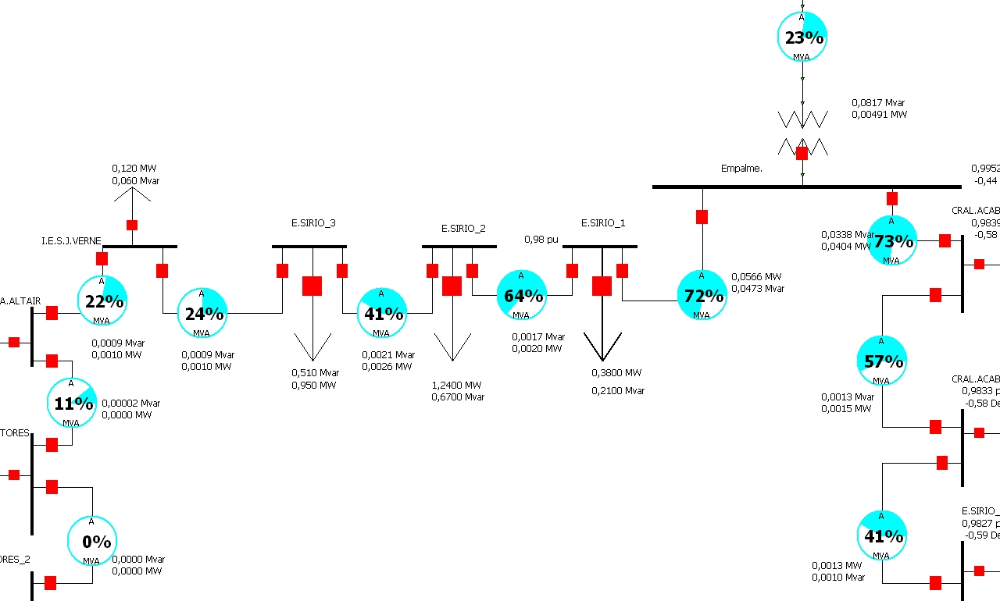 A
23%
MVA
0,0817 Mvar
0,00491 MW
0,120 MW
0,060 Mvar
Empalme.
0,9952
-0,44
CRAL.ACAB
0,9839
-0,58
E.SIRIO_3
E.SIRIO_2
E.SIRIO_1
0,98 pu
I.E.S.J.VERNE
A
73%
MVA
0,0338 Mvar
0,0404 MW
A
22%
MVA
A
24%
MVA
A
41%
MVA
A
64%
MVA
A
72%
MVA
0,0566 MW
0,0473 Mvar
A.ALTAIR
0,0009 Mvar
0,0010 MW
0,0009 Mvar
0,0010 MW
0,510 Mvar
0,950 MW
0,0021 Mvar
0,0026 MW
1,2400 MW
0,6700 Mvar
0,0017 Mvar
0,0020 MW
0,3800 MW
0,2100 Mvar
A
57%
MVA
0,0013 Mvar
0,0015 MW
CRAL.ACAB
0,9833 p
-0,58 De
A
11%
MVA
0,00002 Mvar
0,0000 MW
TORES
A
0%
MVA
0,0000 Mvar
0,0000 MW
ORES_2
A
41%
MVA
0,0013 MW
0,0010 Mvar
E.SIRIO_
0,9827 p
-0,59 De